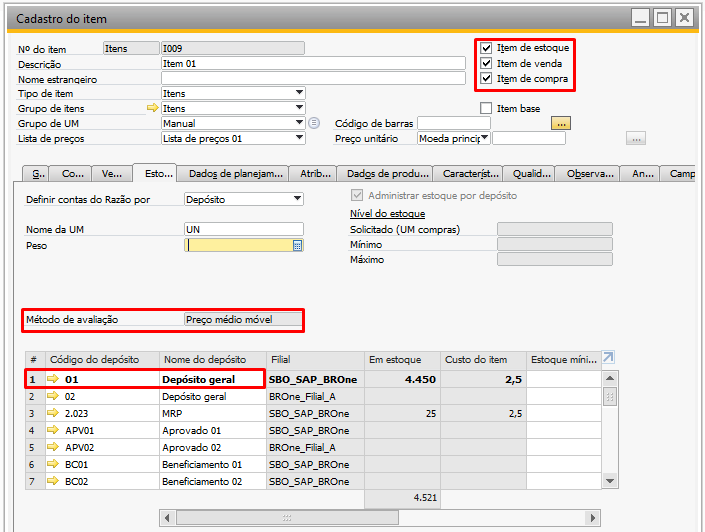 Cadastro do item
Nº do item Itens I009
Descrição Item 01
Nome estrangeiro
Tipo de item Itens
Grupo de itens Itens
Grupo de UM Manual
Lista de preços Lista de preços 01
Item de estoque
Item de venda
Item de compra
Item base
Código de barras ...
Preço unitário Moeda princip ...
G.. Co... Ve... Esto... Dados de planejam... Atrib... Dados de produ... Característ... Qualid... Observa... An... Camp
Definir contas do Razão por Depósito
Administrar estoque por depósito
Nome da UM UN
Peso
Nível do estoque
Solicitado (UM compras)
Mínimo
Máximo
Método de avaliação Preço médio móvel
# Código do depósito Nome do depósito Filial Em estoque Custo do item Estoque míni...
1 01 Depósito geral SBO_SAP_BROne 4.450 2,5
2 02 Depósito geral BROne_Filial_A
3 2.023 MRP SBO_SAP_BROne 25 2,5
4 APV01 Aprovado 01 SBO_SAP_BROne
5 APV02 Aprovado 02 BROne_Filial_A
6 BC01 Beneficiamento 01 SBO_SAP_BROne
7 BC02 Beneficiamento 02 SBO_SAP_BROne
4.521